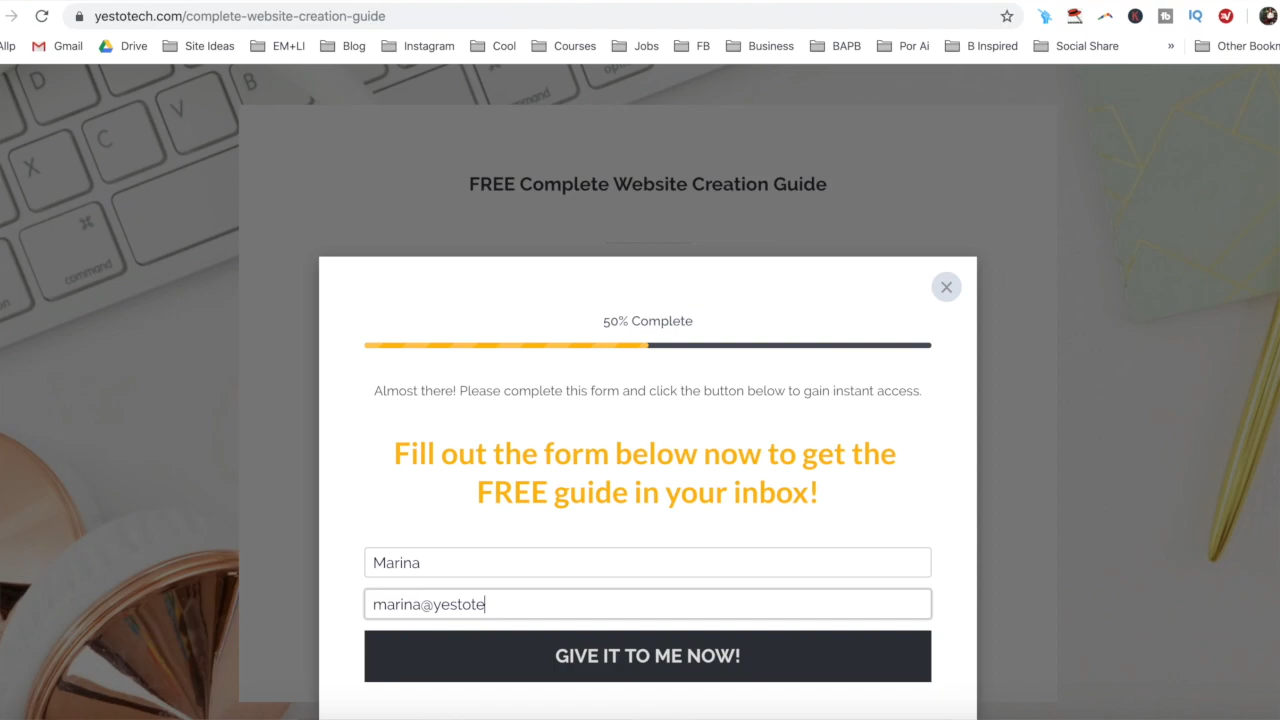 yestotech.com/complete-website-creation-guide
Gmail Drive Site Ideas EM+LI Blog Instagram Cool Courses Jobs FB Business BAPB Por Ai B Inspired Social Share » Other Bookm
D
B
V
C
X
option
command
command
FREE Complete Website Creation Guide
50% Complete
Almost there! Please complete this form and click the button below to gain instant access.
Fill out the form below now to get the
FREE guide in your inbox!
Marina
marina@yestote
GIVE IT TO ME NOW!